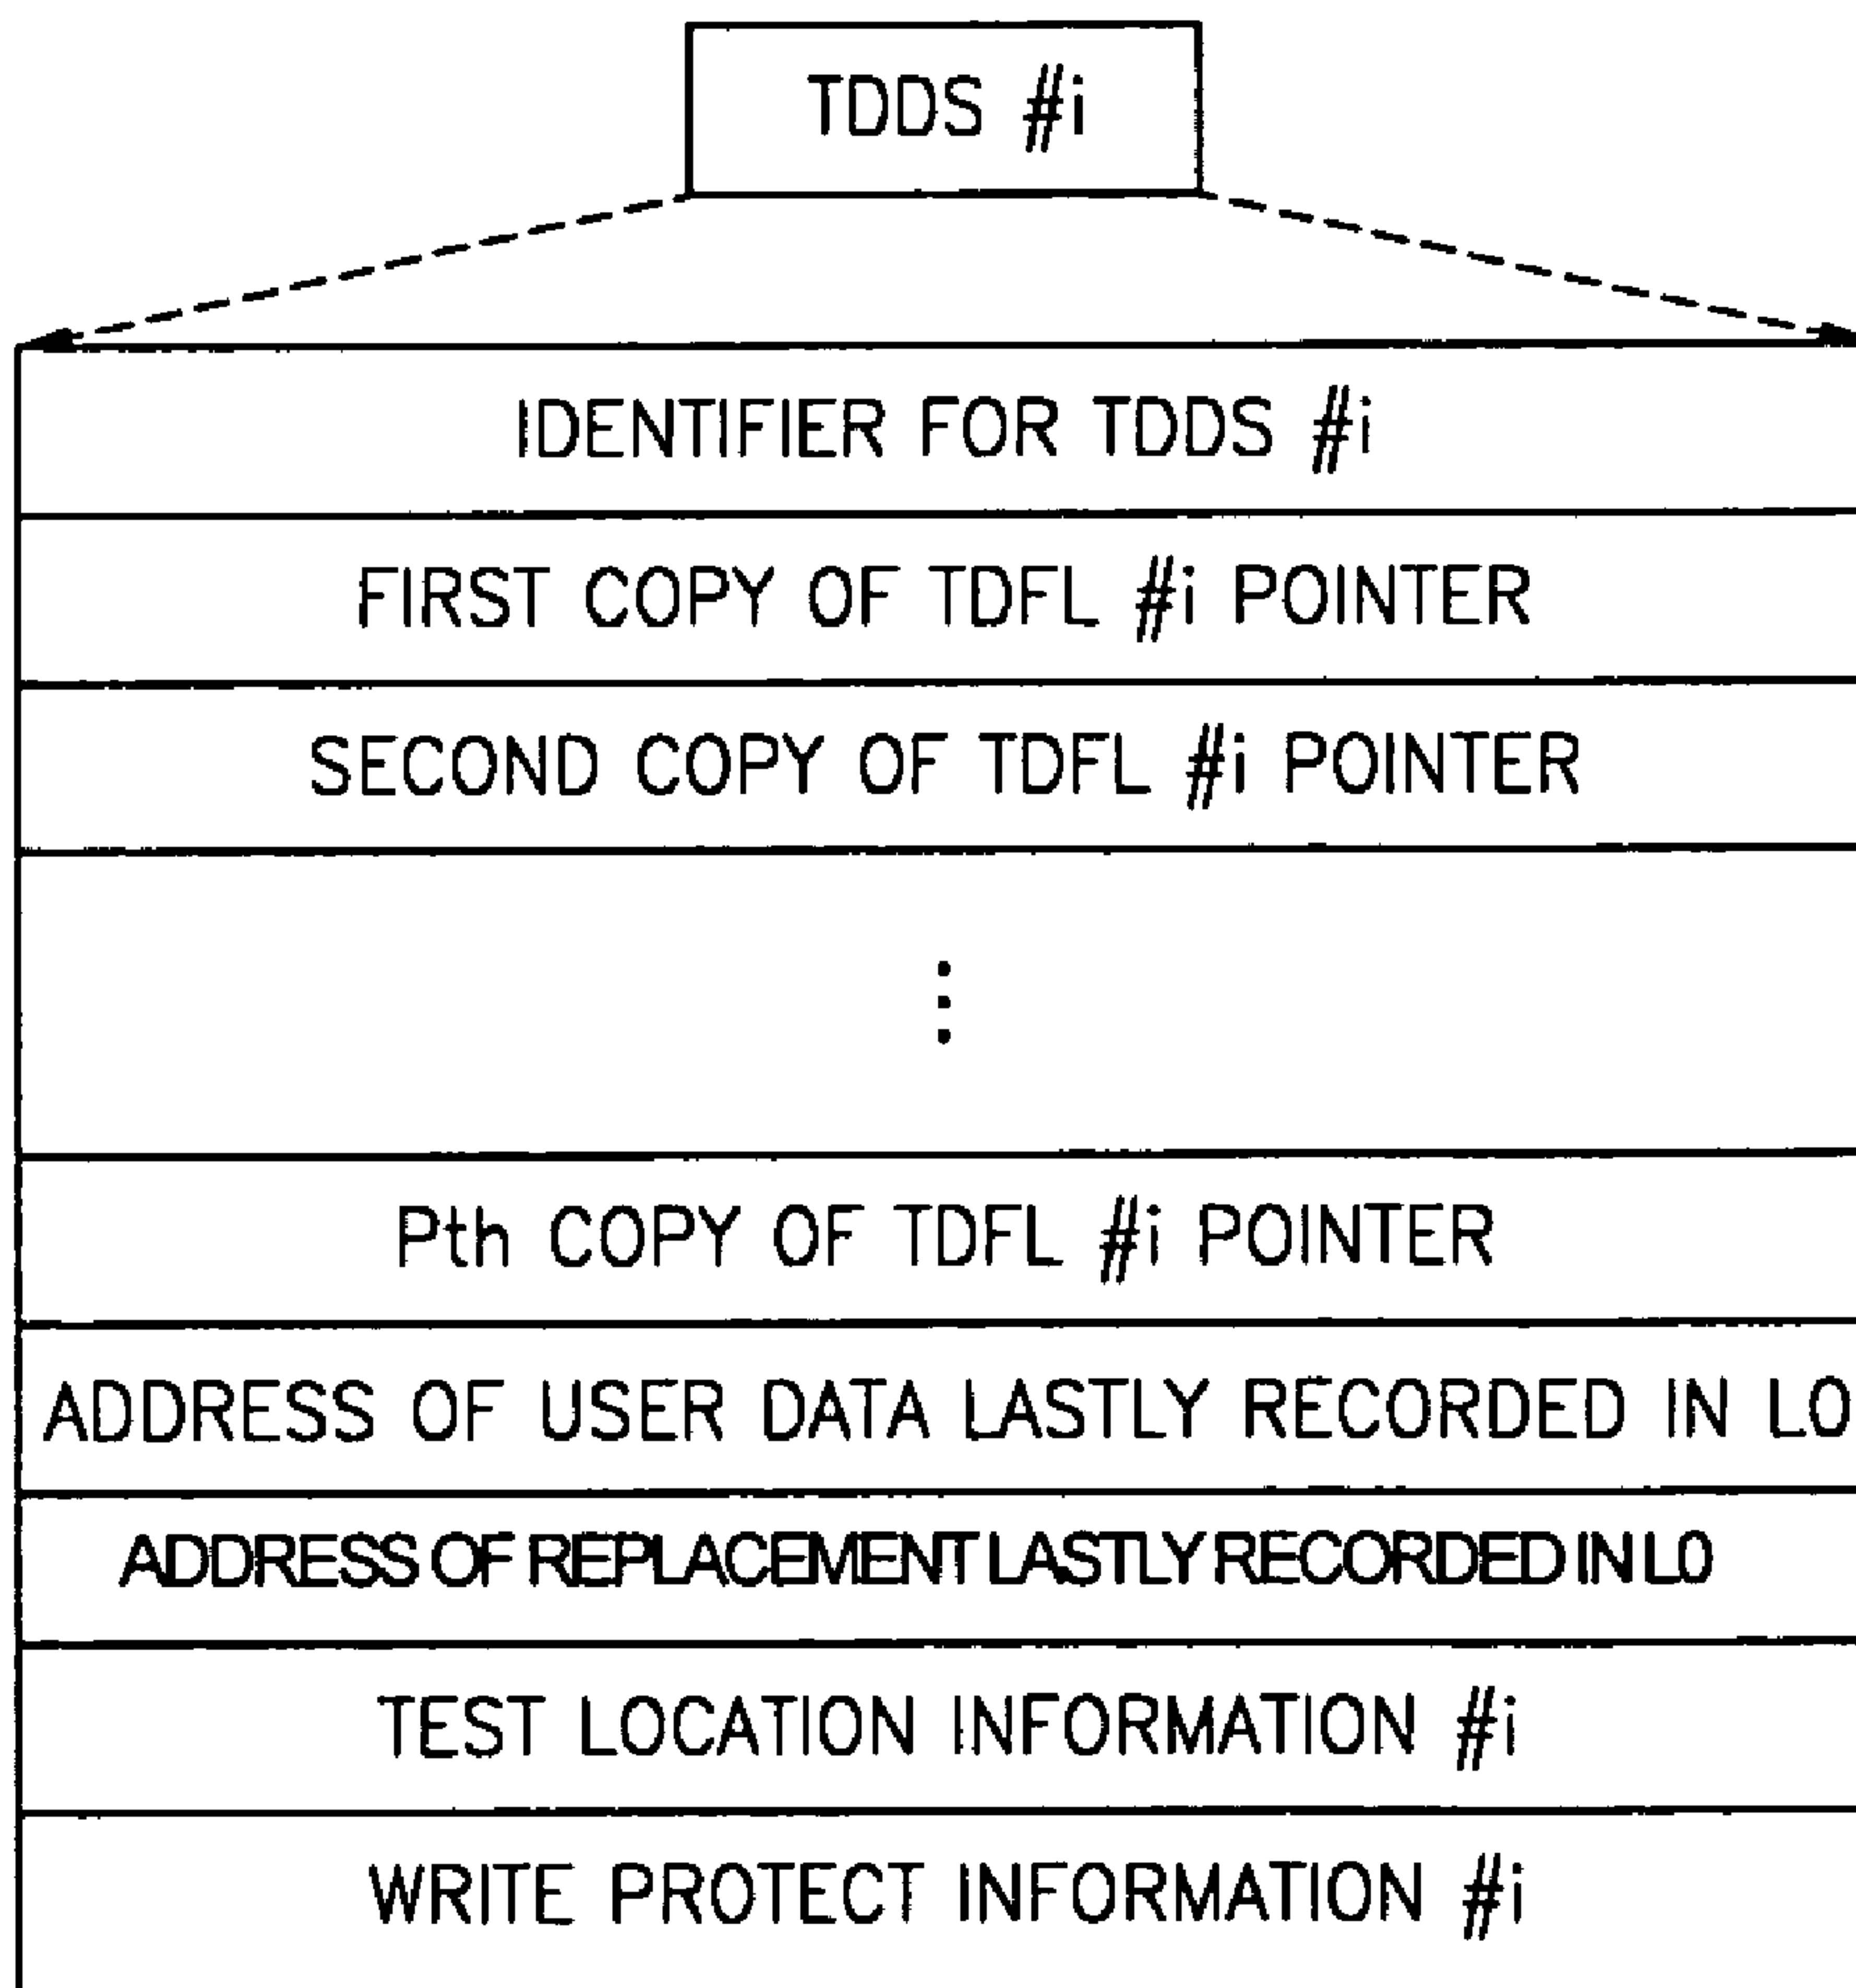 TDDS #i
IDENTIFIER FOR TDDS #i
FIRST COPY OF TDFL #i POINTER
SECOND COPY OF TDFL #i POINTER
⋮
Pth COPY OF TDFL #i POINTER
ADDRESS OF USER DATA LASTLY RECORDED IN L0
ADDRESS OF REPLACEMENT LASTLY RECORDED IN L0
TEST LOCATION INFORMATION #i
WRITE PROTECT INFORMATION #i